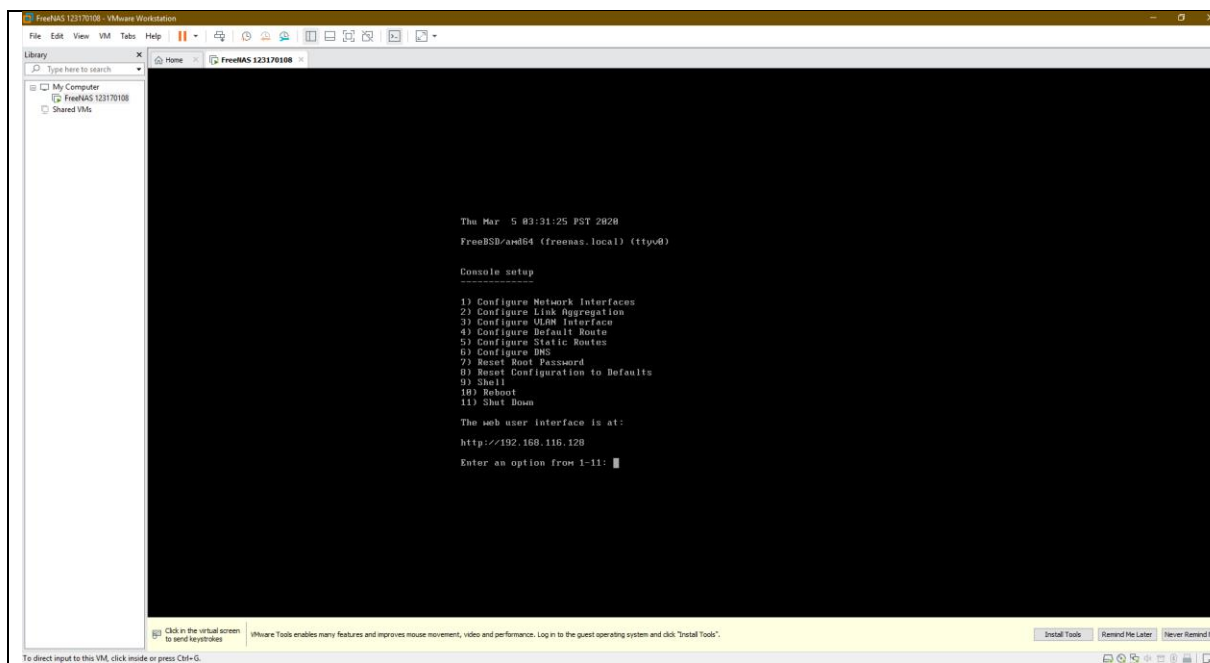 FreeNAS 123170108 - VMware Workstation
File Edit View VM Tabs Help
Library
Type here to search
My Computer
FreeNAS 123170108
Shared VMs
Home
FreeNAS 123170108
Thu Mar 5 03:31:25 PST 2020
FreeBSD/amd64 (freenas.local) (ttyv0)
Console setup
-------------
1) Configure Network Interfaces
2) Configure Link Aggregation
3) Configure VLAN Interface
4) Configure Default Route
5) Configure Static Routes
6) Configure DNS
7) Reset Root Password
8) Reset Configuration to Defaults
9) Shell
10) Reboot
11) Shut Down
The web user interface is at:
http://192.168.116.128
Enter an option from 1-11:
Click in the virtual screen
to send keystrokes
VMware Tools enables many features and improves mouse movement, video and performance. Log in to the guest operating system and click "Install Tools".
Install Tools
Remind Me Later
Never Remind
To direct input to this VM, click inside or press Ctrl+G.